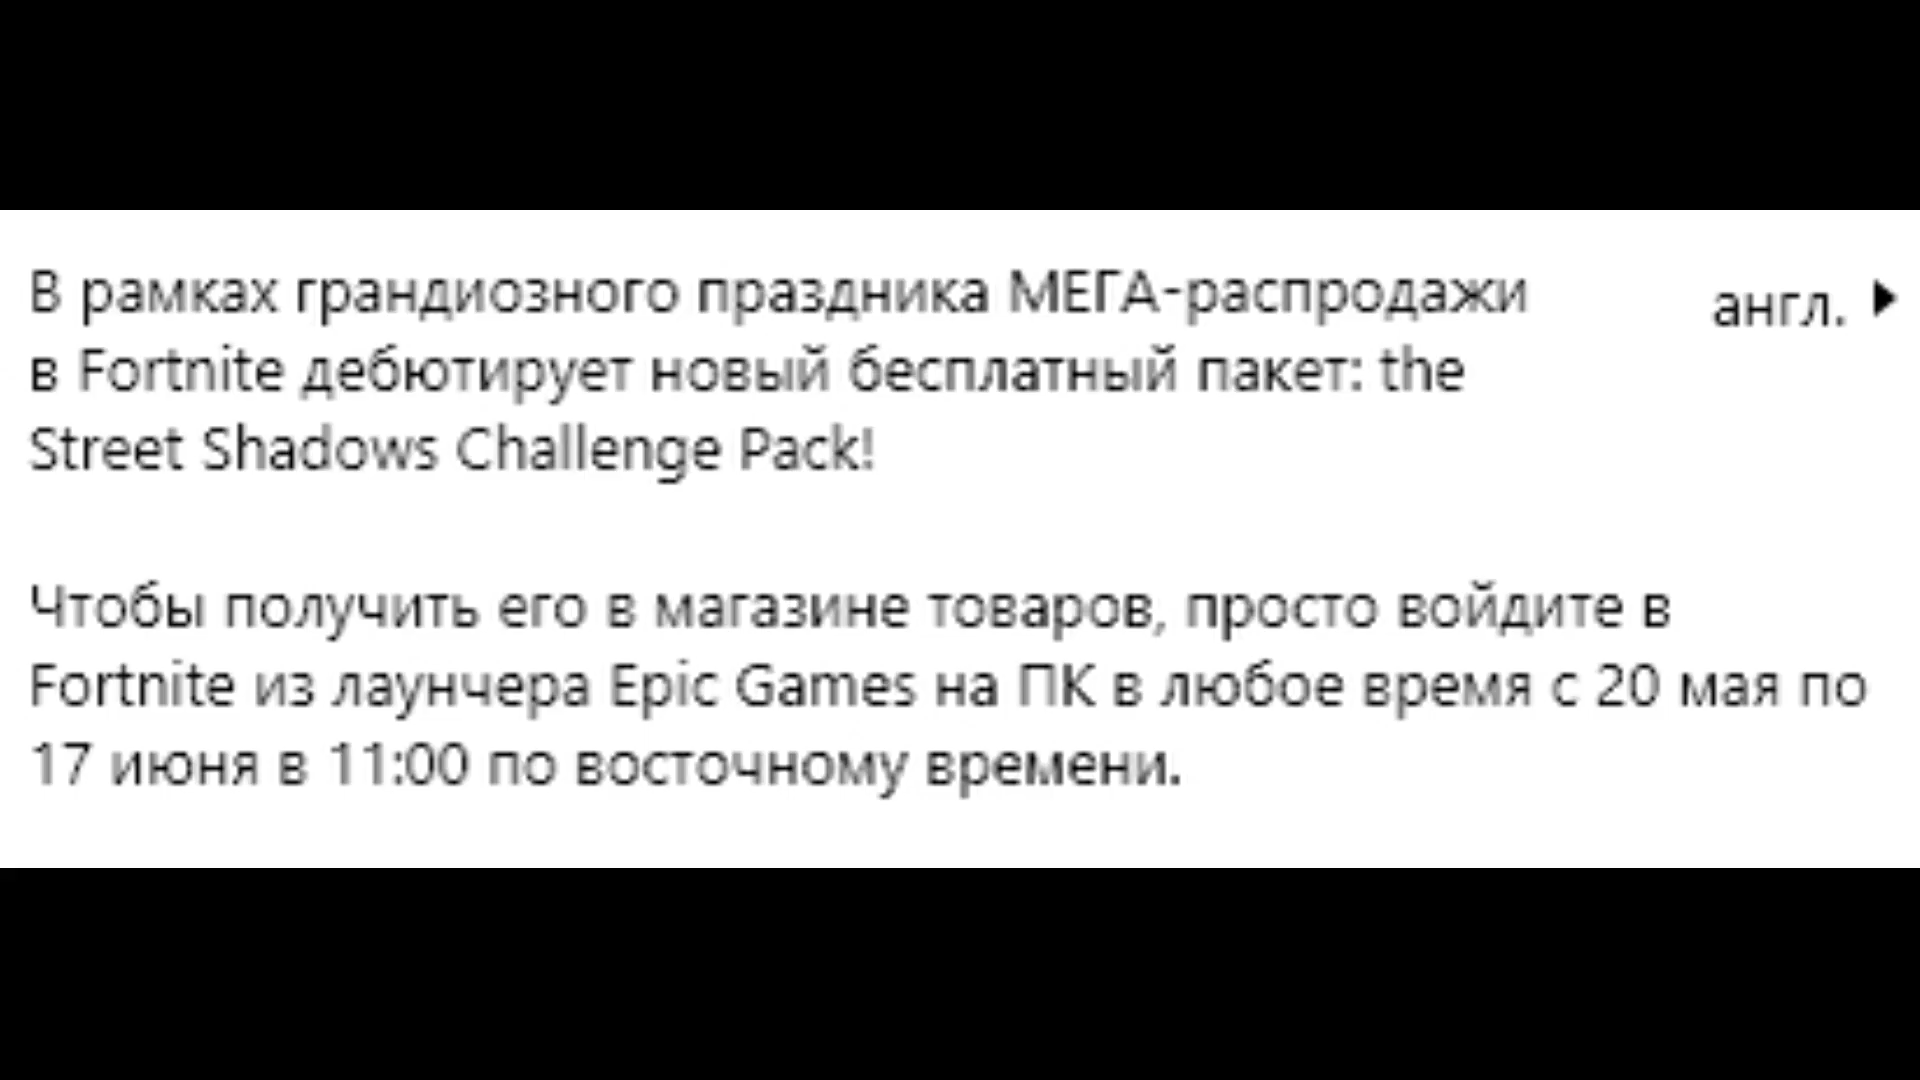 В рамках грандиозного праздника МЕГА-распродажи
англ.
в Fortnite дебютирует новый бесплатный пакет: the
Street Shadows Challenge Pack!
Чтобы получить его в магазине товаров, просто войдите в
Fortnite из лаунчера Epic Games на ПК в любое время с 20 мая по
17 июня в 11:00 по восточному времени.